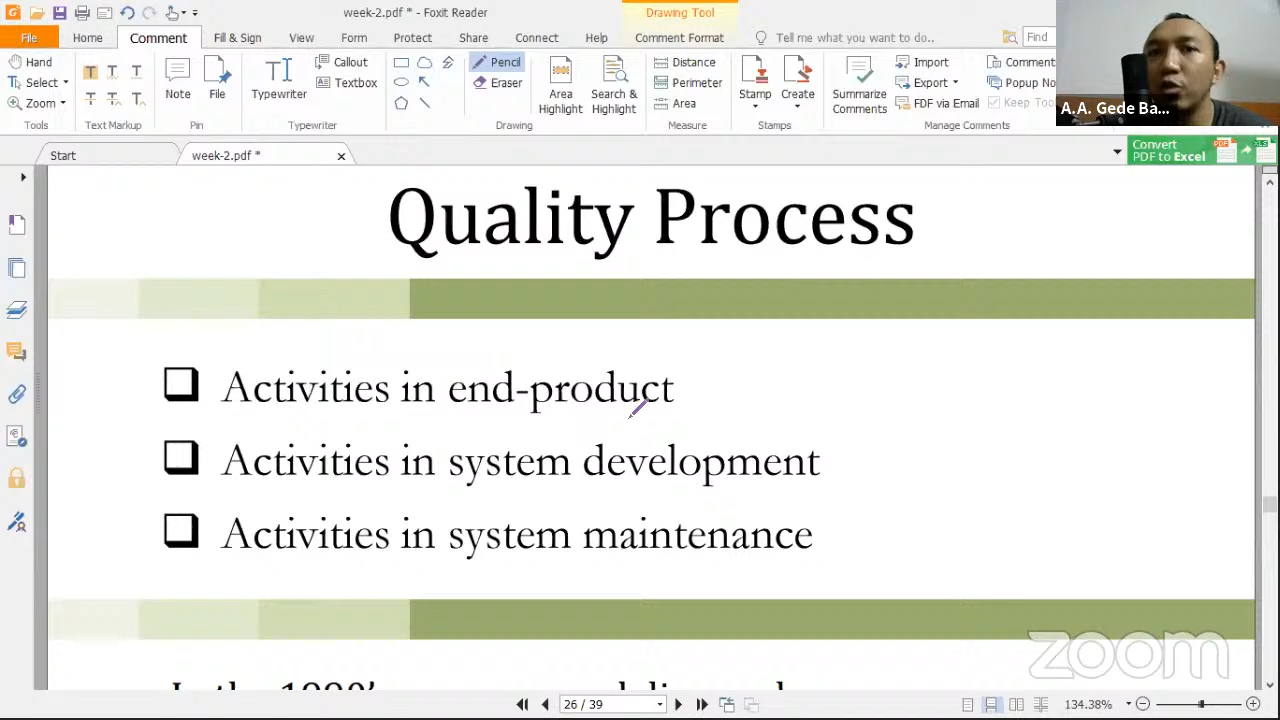 week-2.pdf * - Foxit Reader
Drawing Tool
File Home Comment Fill & Sign View Form Protect Share Connect Help Comment Format Tell me what you want to do.. Find
Hand
Select
Zoom
Tools
Text Markup
Note
File
Pin
Typewriter
Callout
Textbox
Typewriter
Pencil
Eraser
Drawing
Area Highlight
Search & Highlight
Distance
Perimeter
Area
Measure
Stamp
Create
Stamps
Summarize Comments
Import
Export
FDF via Email
Comment
Popup No
Keep Too
Manage Comments
A.A. Gede Ba...
Start
week-2.pdf *
Convert
PDF to Excel
PDF
XLS
Quality Process
Activities in end-product
Activities in system development
Activities in system maintenance
zoom
26 / 39
134.38%